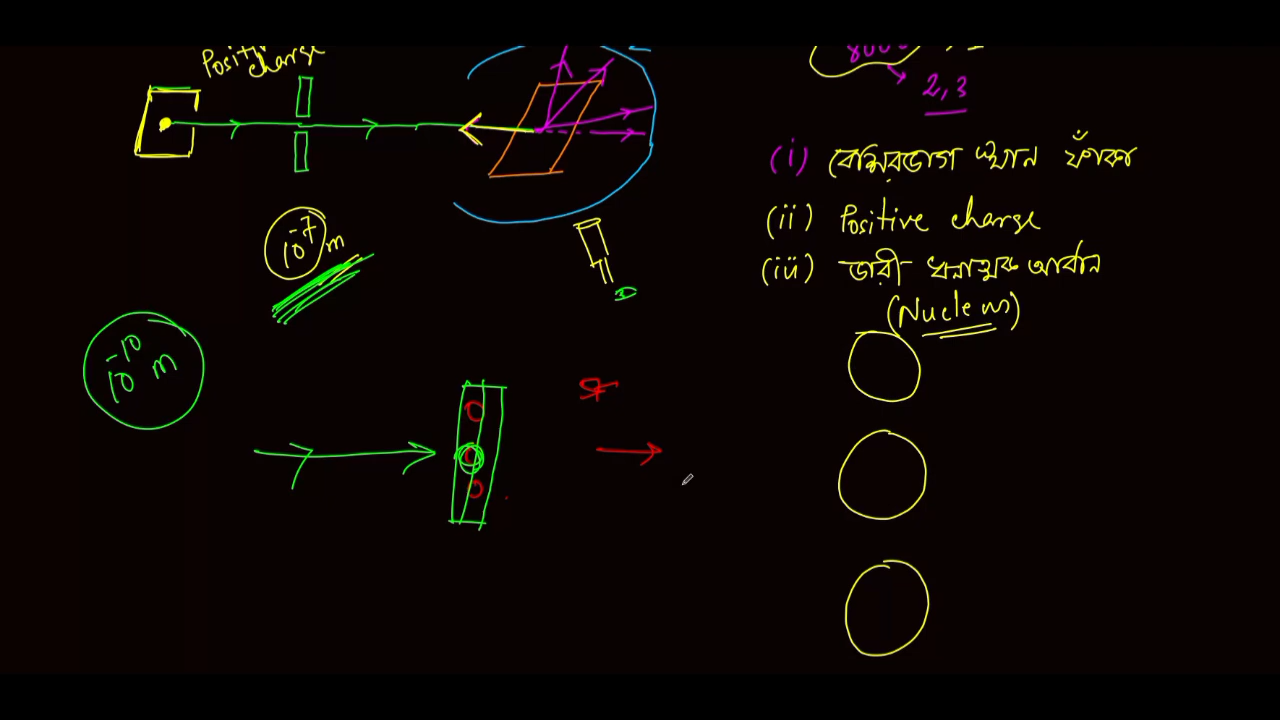 Positive
charge
8000
2, 3
(i) বেশিরভাগ স্থান ফাঁকা
(ii) Positive charge
10⁻⁷ m
(iii) ভারী ধনাত্মক আধান
(Nucleus)
10⁻¹⁰ m